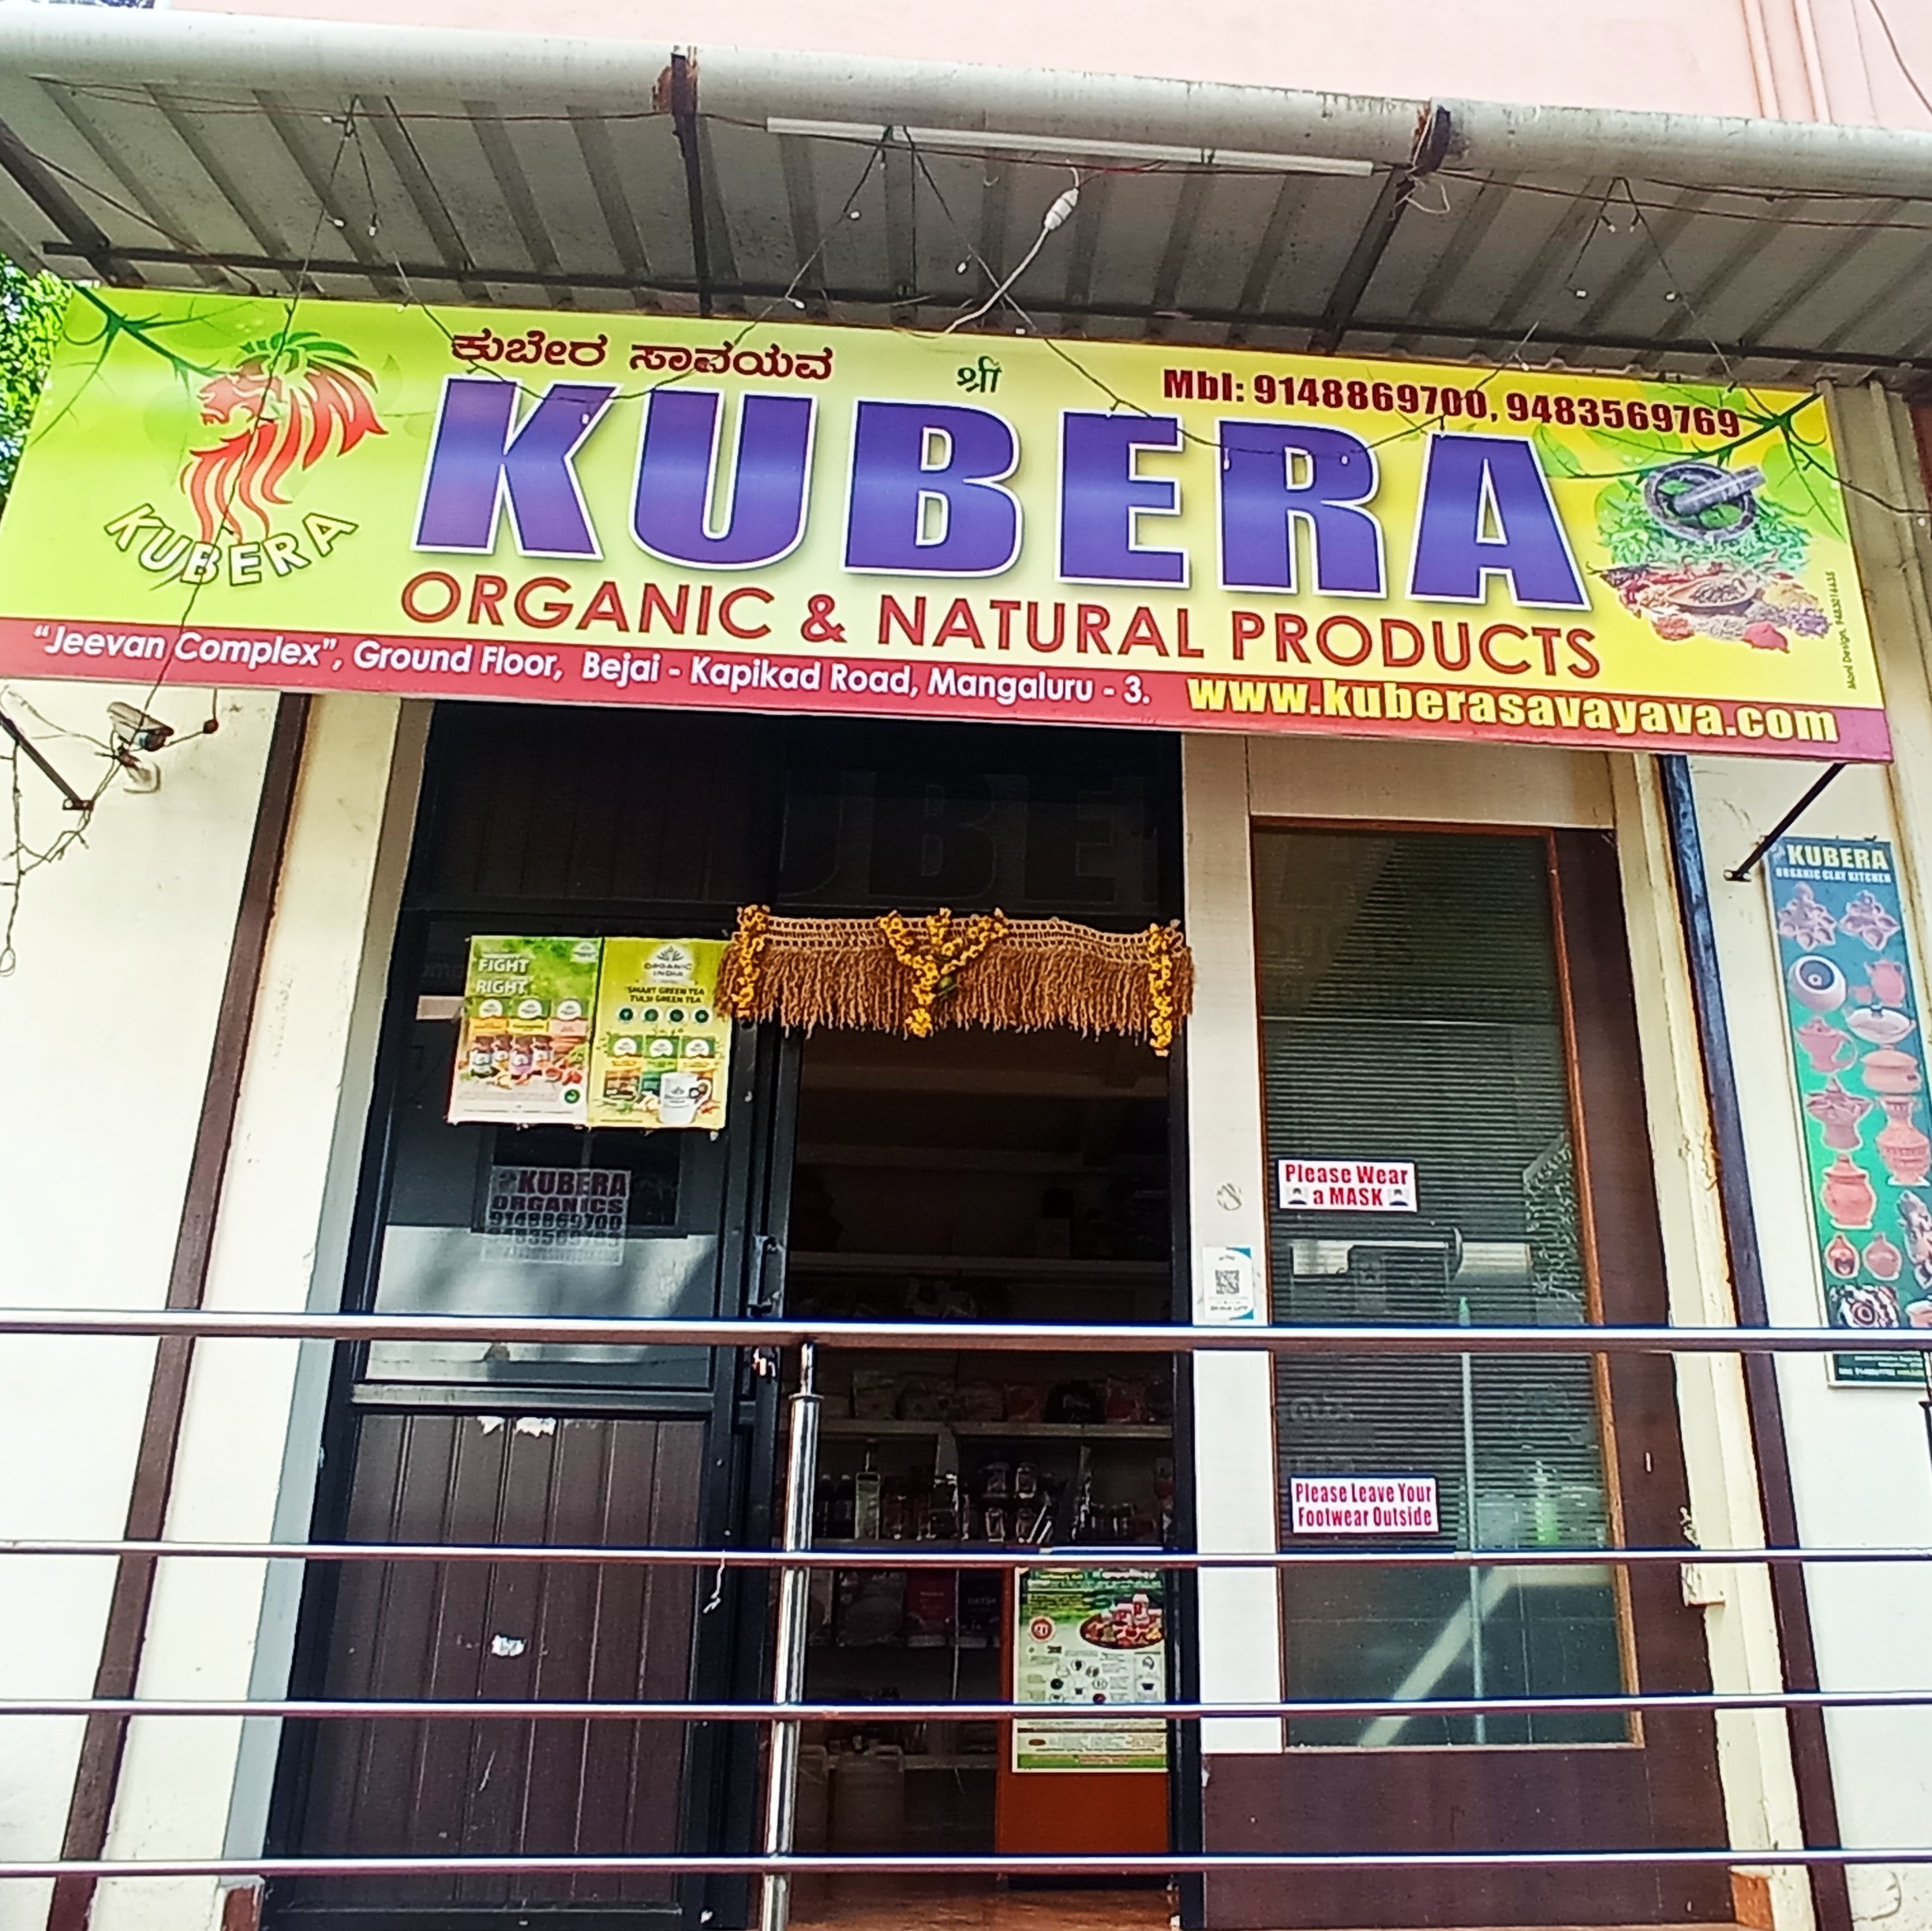 ಕುಬೇರ ಸಾವಯವ
श्री
Mbl: 9148869700, 9483569769
KUBERA
KUBERA
ORGANIC & NATURAL PRODUCTS
"Jeevan Complex", Ground Floor, Bejai - Kapikad Road, Mangaluru - 3.
www.kuberasavayava.com
KUBERA
ORGANIC CLAY KITCHEN
FIGHT
RIGHT
ORGANIC
INDIA
SMART GREEN TEA
TULSI GREEN TEA
KUBERA
ORGANICS
9148869700
9483569769
Please Wear
a MASK
Please Leave Your
Footwear Outside